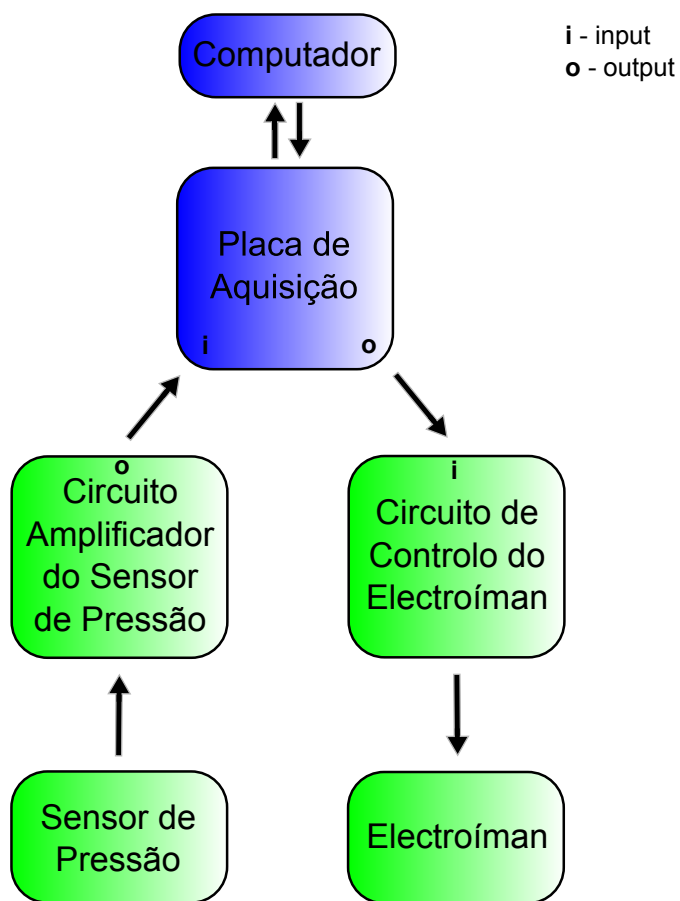 Computador
i - input
o - output
Placa de
Aquisição
i
o
o
Circuito
Amplificador
do Sensor
de Pressão
i
Circuito de
Controlo do
Electroíman
Sensor de
Pressão
Electroíman